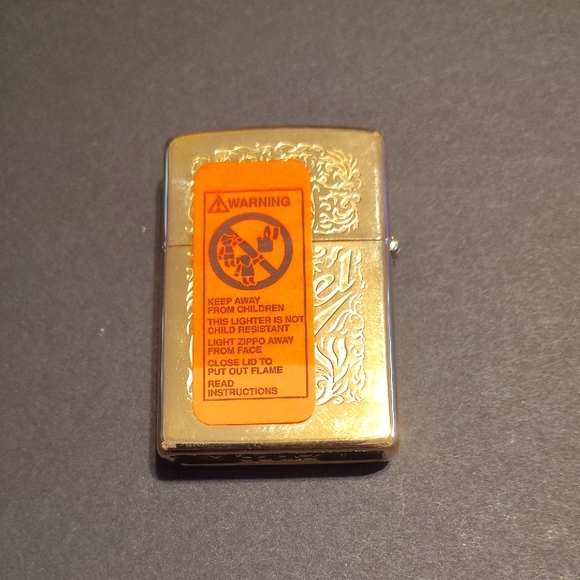 WARNING
KEEP AWAY
FROM CHILDREN
THIS LIGHTER IS NOT
CHILD RESISTANT
LIGHT ZIPPO AWAY
FROM FACE
CLOSE LID TO
PUT OUT FLAME
READ
INSTRUCTIONS